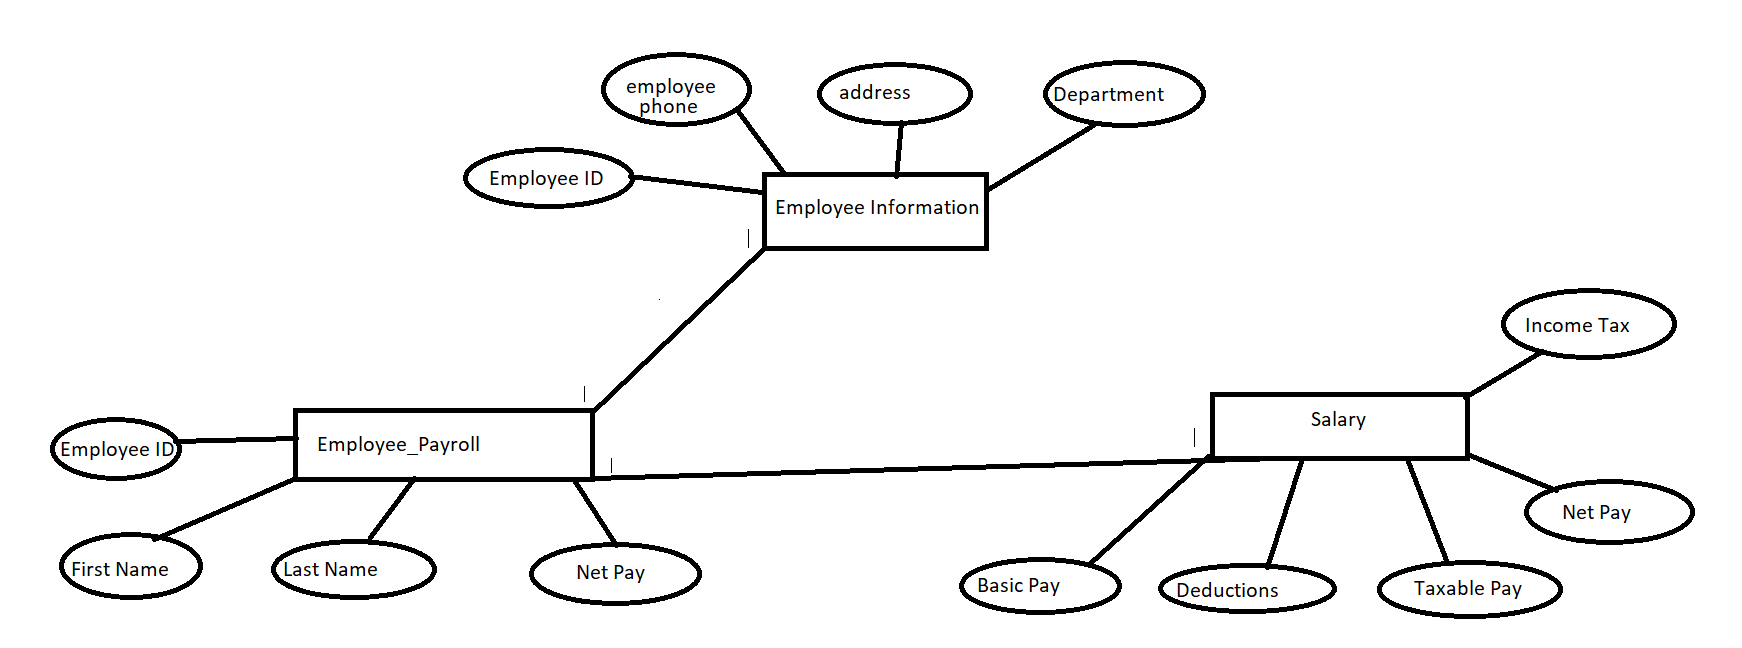 employee
phone
address
Department
Employee ID
Employee Information
|
Income Tax
|
Salary
Employee_Payroll
Employee ID
|
|
Net Pay
First Name
Last Name
Net Pay
Basic Pay
Deductions
Taxable Pay